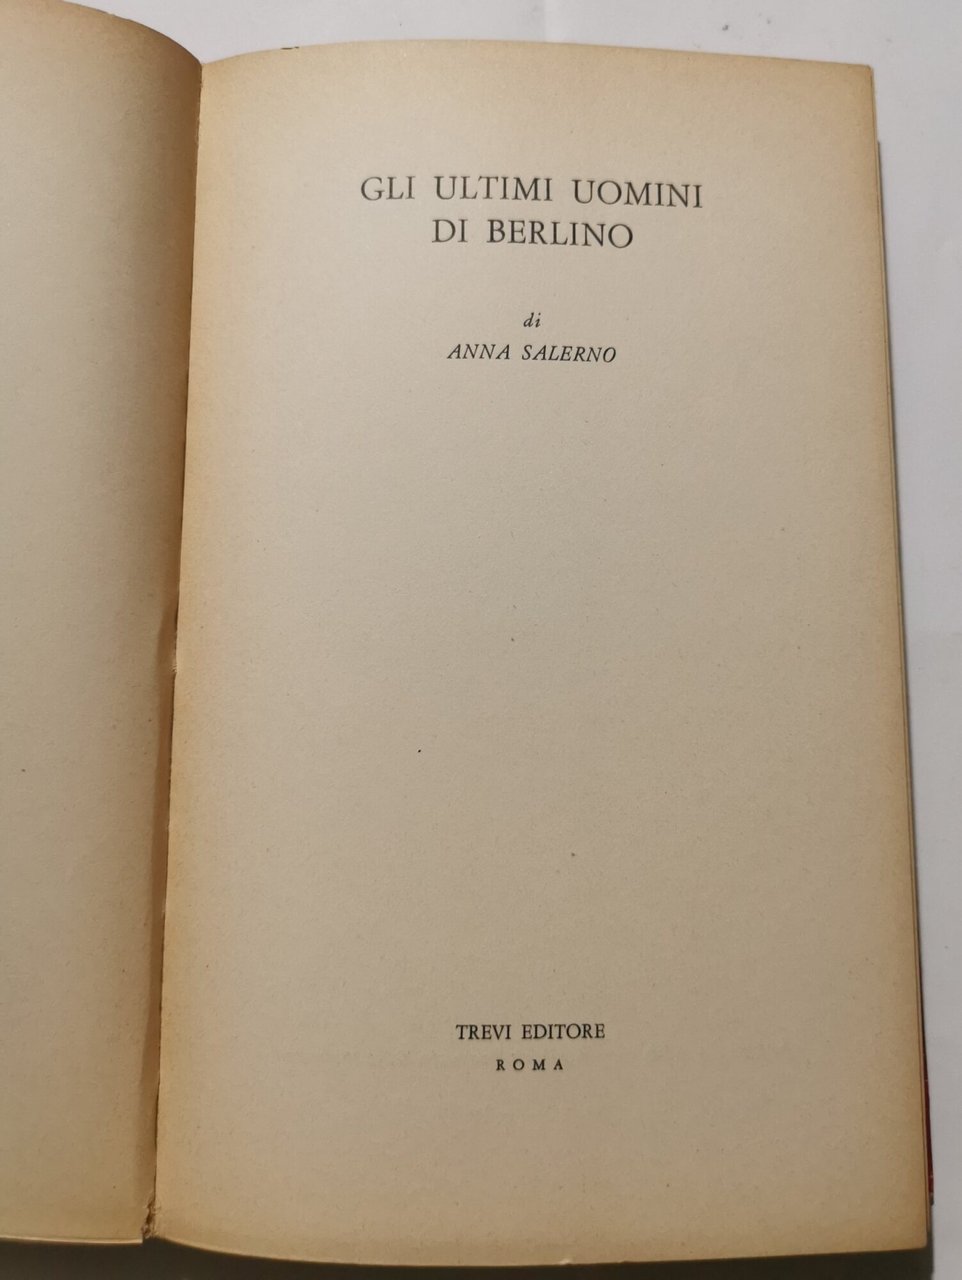 GLI ULTIMI UOMINI
DI BERLINO
di
ANNA SALERNO
TREVI EDITORE
ROMA